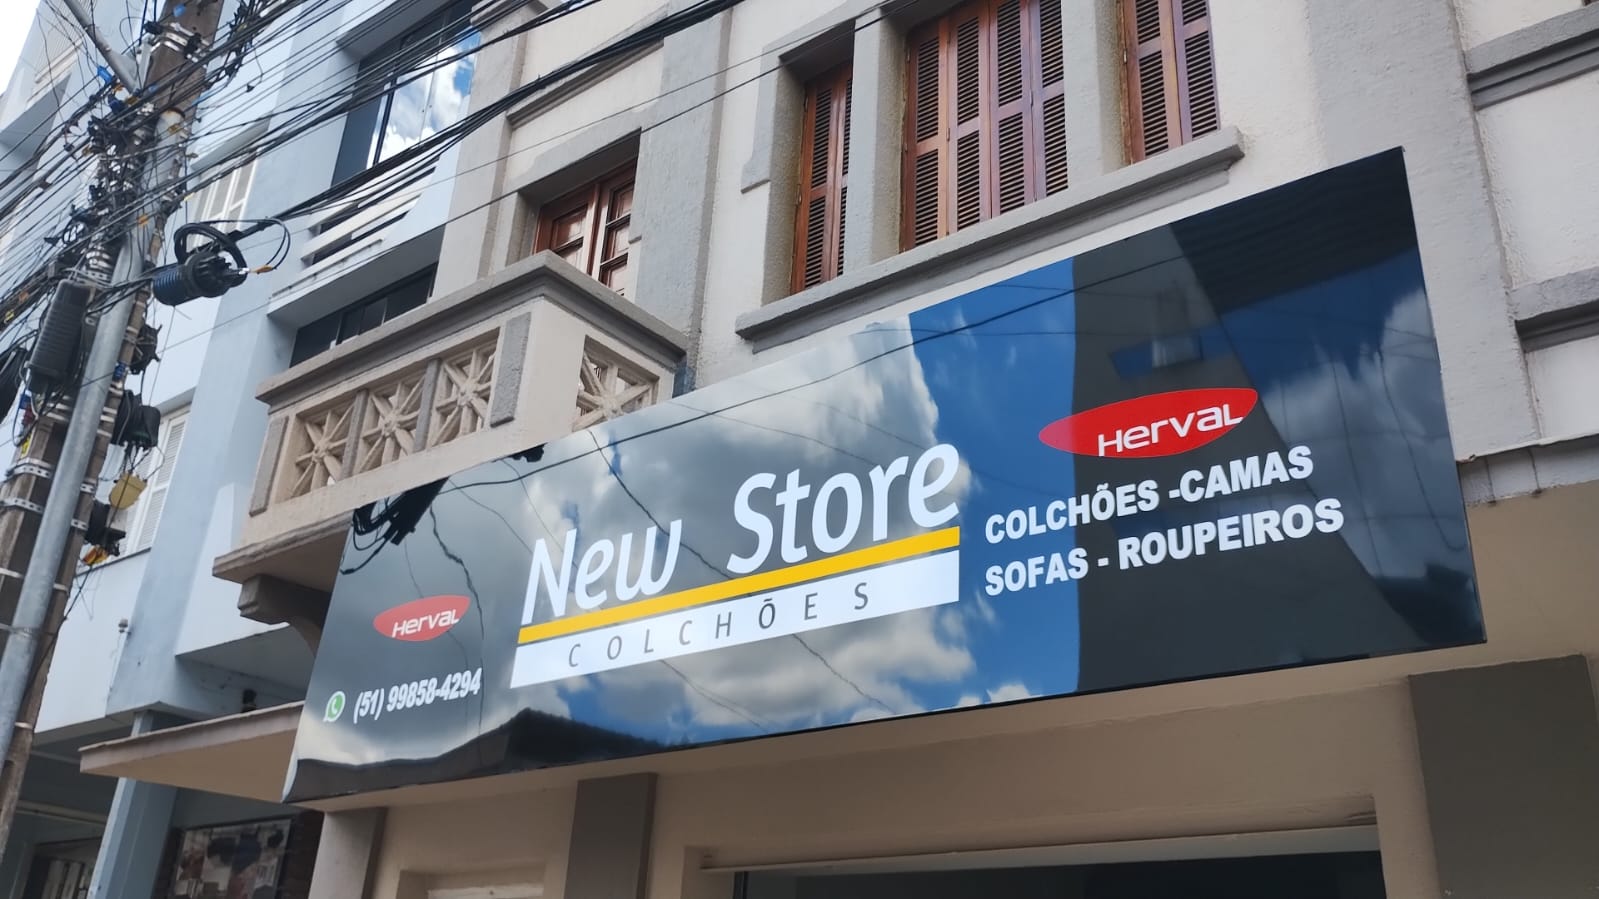 Herval
(51) 99858-4294
New Store
COLCHÕES
Herval
COLCHÕES -CAMAS
SOFAS - ROUPEIROS